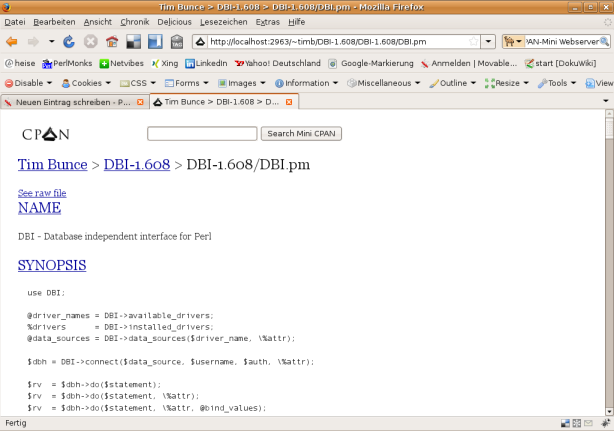 Tim Bunce > DBI-1.608 > DBI-1.608/DBI.pm - Mozilla Firefox
Datei Bearbeiten Ansicht Chronik Delicious Lesezeichen Extras Hilfe
http://localhost:2963/~timb/DBI-1.608/DBI-1.608/DBI.pm \AN-Mini Webserver
heise PerlMonks Netvibes Xing LinkedIn Yahoo! Deutschland Google-Markierung Anmelden | Movable... start [DokuWiki]
Disable Cookies CSS Forms Images Information Miscellaneous Outline Resize Tools View
Neuen Eintrag schreiben - P... Tim Bunce > DBI-1.608 > D...
CPAN Search Mini CPAN
Tim Bunce > DBI-1.608 > DBI-1.608/DBI.pm
See raw file
NAME
DBI - Database independent interface for Perl
SYNOPSIS
use DBI;
@driver_names = DBI->available_drivers;
%drivers = DBI->installed_drivers;
@data_sources = DBI->data_sources($driver_name, \%attr);
$dbh = DBI->connect($data_source, $username, $auth, \%attr);
$rv = $dbh->do($statement);
$rv = $dbh->do($statement, \%attr);
$rv = $dbh->do($statement, \%attr, @bind_values);
Fertig